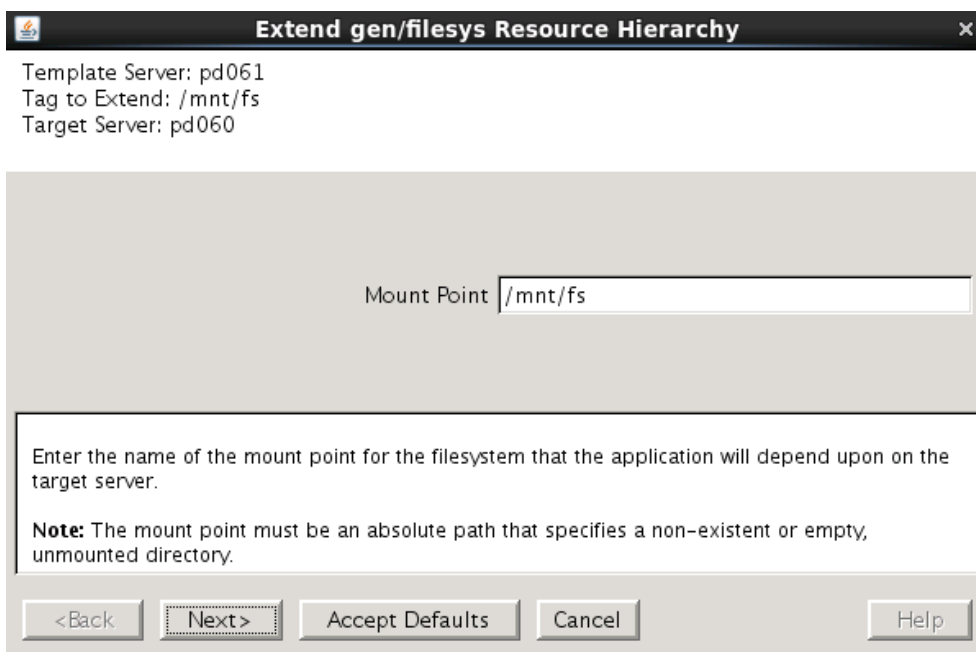 Extend gen/filesys Resource Hierarchy
Template Server: pd061
Tag to Extend: /mnt/fs
Target Server: pd060
Mount Point /mnt/fs
Enter the name of the mount point for the filesystem that the application will depend upon on the
target server.
Note: The mount point must be an absolute path that specifies a non-existent or empty,
unmounted directory.
<Back Next> Accept Defaults Cancel Help